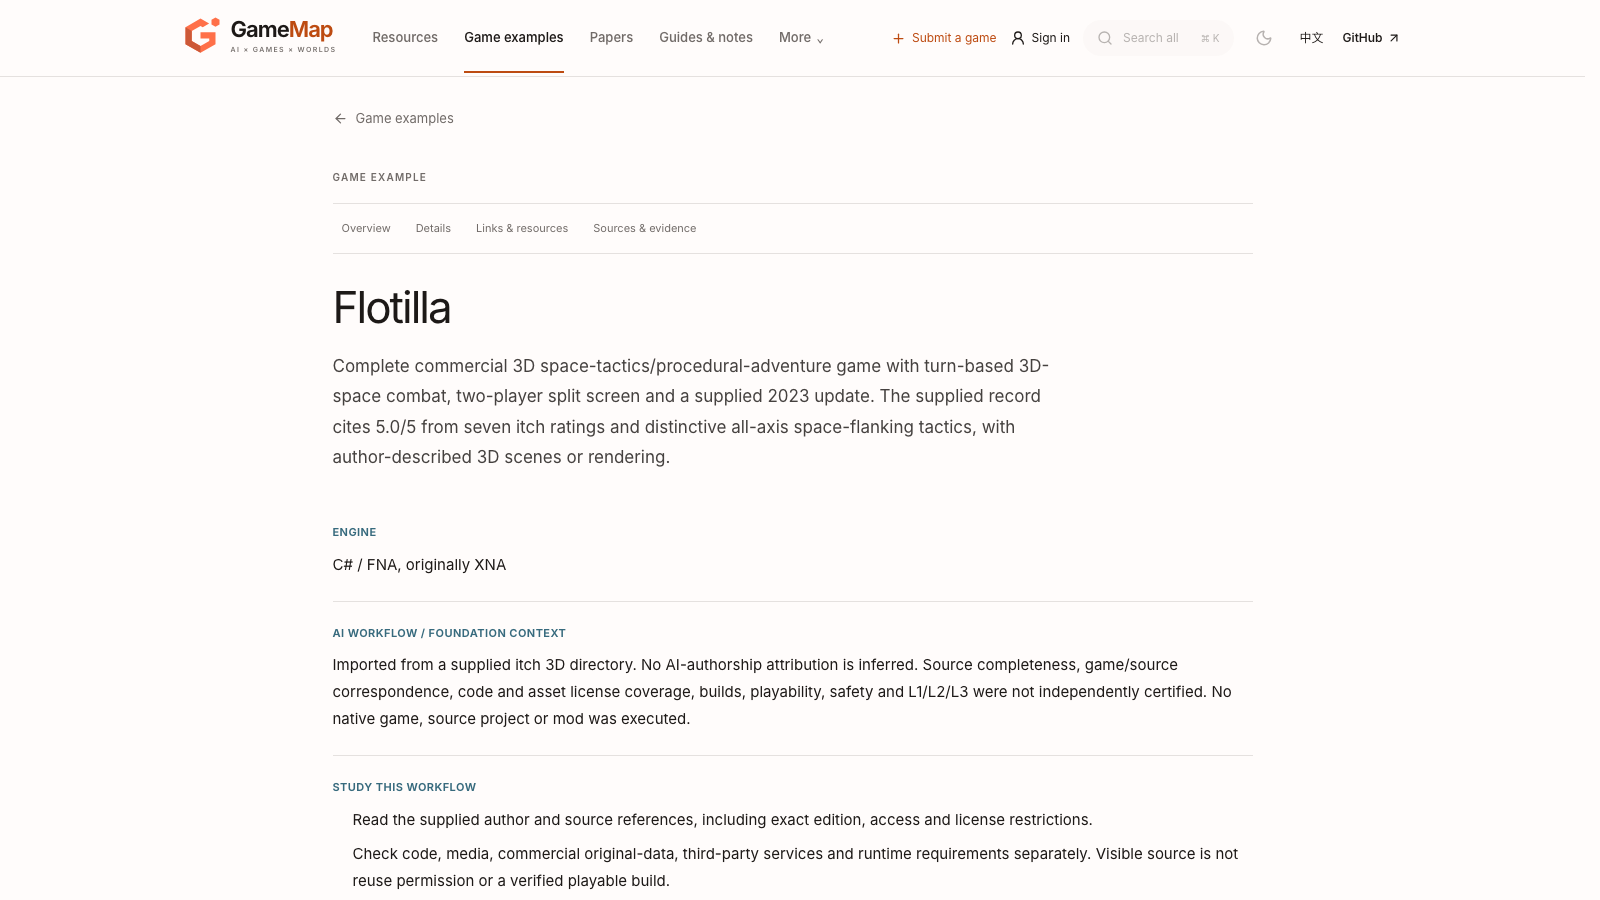 GameMap
AI × GAMES × WORLDS
Resources
Game examples
Papers
Guides & notes
More
Submit a game
Sign in
Search all
⌘ K
中文
GitHub
Game examples
GAME EXAMPLE
Overview
Details
Links & resources
Sources & evidence
Flotilla
Complete commercial 3D space-tactics/procedural-adventure game with turn-based 3D-
space combat, two-player split screen and a supplied 2023 update. The supplied record
cites 5.0/5 from seven itch ratings and distinctive all-axis space-flanking tactics, with
author-described 3D scenes or rendering.
ENGINE
C# / FNA, originally XNA
AI WORKFLOW / FOUNDATION CONTEXT
Imported from a supplied itch 3D directory. No AI-authorship attribution is inferred. Source completeness, game/source
correspondence, code and asset license coverage, builds, playability, safety and L1/L2/L3 were not independently certified. No
native game, source project or mod was executed.
STUDY THIS WORKFLOW
Read the supplied author and source references, including exact edition, access and license restrictions.
Check code, media, commercial original-data, third-party services and runtime requirements separately. Visible source is not
reuse permission or a verified playable build.